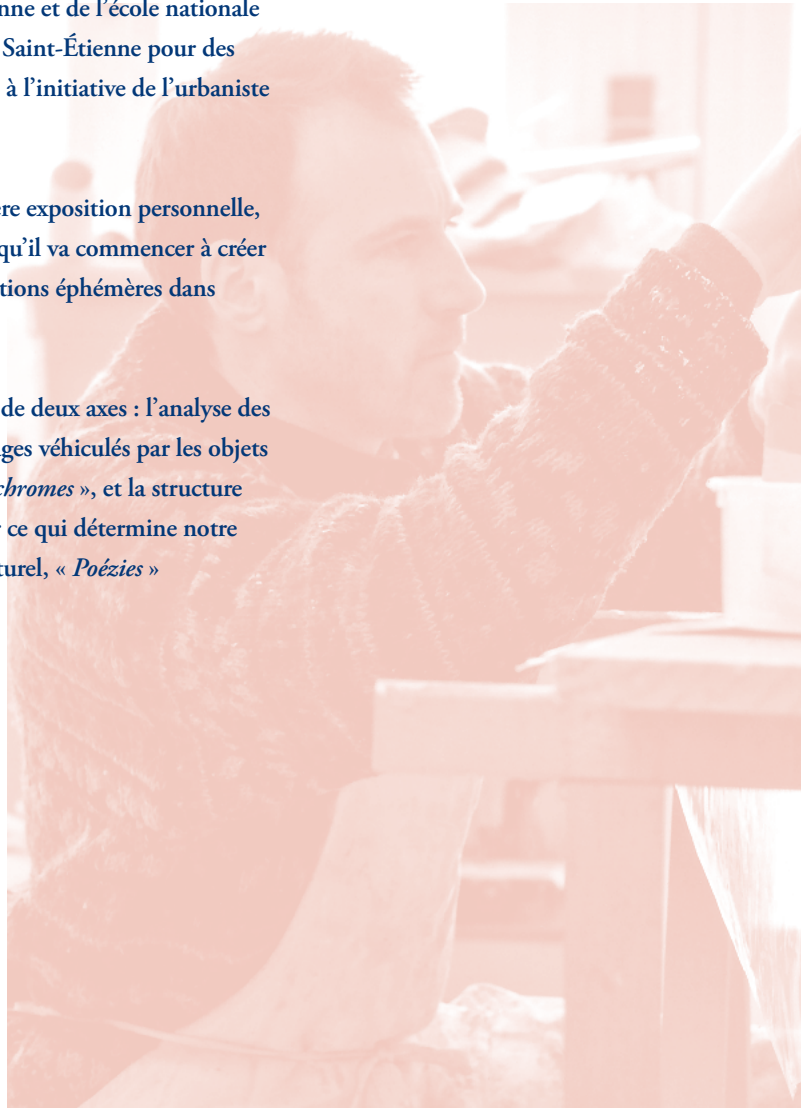 nne et de l’école nationale
Saint-Étienne pour des
à l’initiative de l’urbaniste
re exposition personnelle,
qu’il va commencer à créer
tions éphémères dans
de deux axes : l’analyse des
ges véhiculés par les objets
chromes », et la structure
ce qui détermine notre
turel, « Poézies »